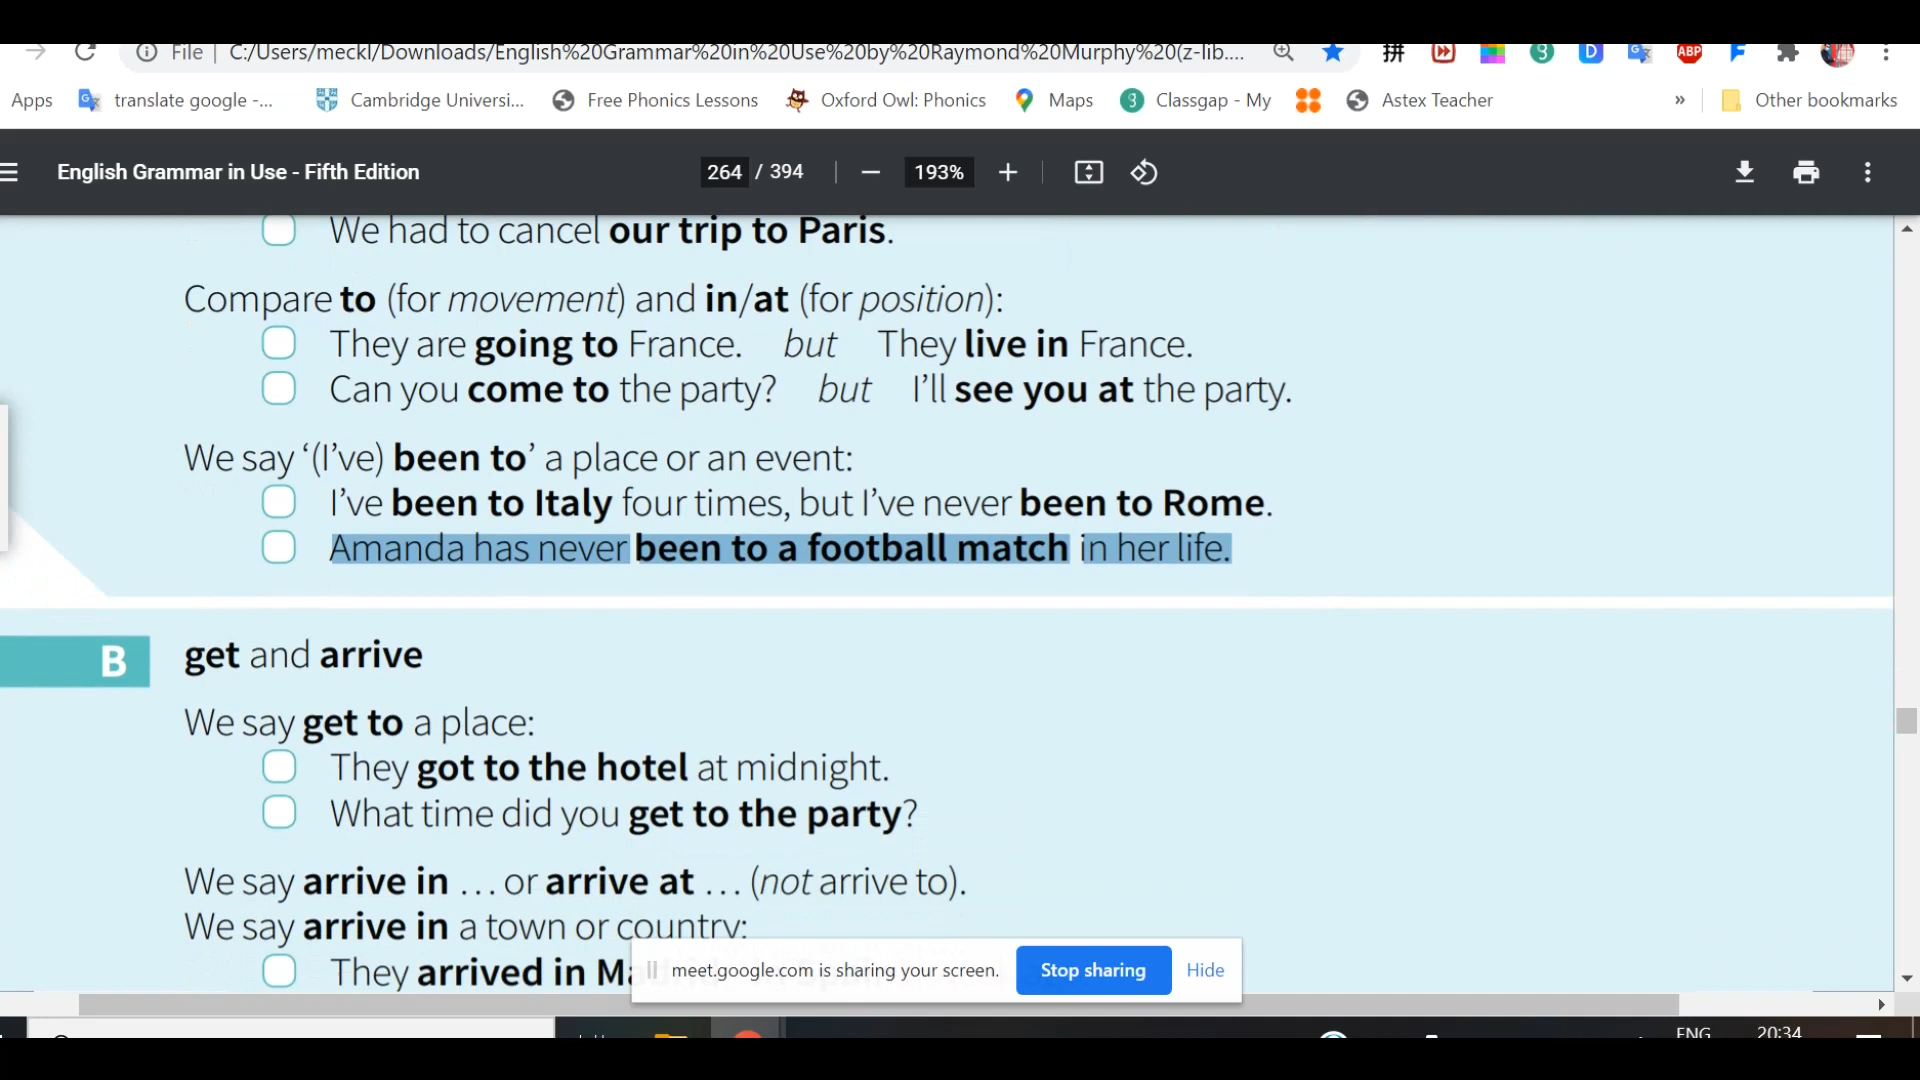 File | C:/Users/meckl/Downloads/English%20Grammar%20in%20Use%20by%20Raymond%20Murphy%20(z-lib....
Apps translate google -... Cambridge Universi... Free Phonics Lessons Oxford Owl: Phonics Maps Classgap - My Astex Teacher » Other bookmarks
English Grammar in Use - Fifth Edition 264 / 394 193%
We had to cancel our trip to Paris.
Compare to (for movement) and in/at (for position):
They are going to France. but They live in France.
Can you come to the party? but I'll see you at the party.
We say ‘(I've) been to’ a place or an event:
I've been to Italy four times, but I've never been to Rome.
Amanda has never been to a football match in her life.
B get and arrive
We say get to a place:
They got to the hotel at midnight.
What time did you get to the party?
We say arrive in ... or arrive at ... (not arrive to).
We say arrive in a town or country:
They arrived in
meet.google.com is sharing your screen. Stop sharing Hide
ENG 20:34